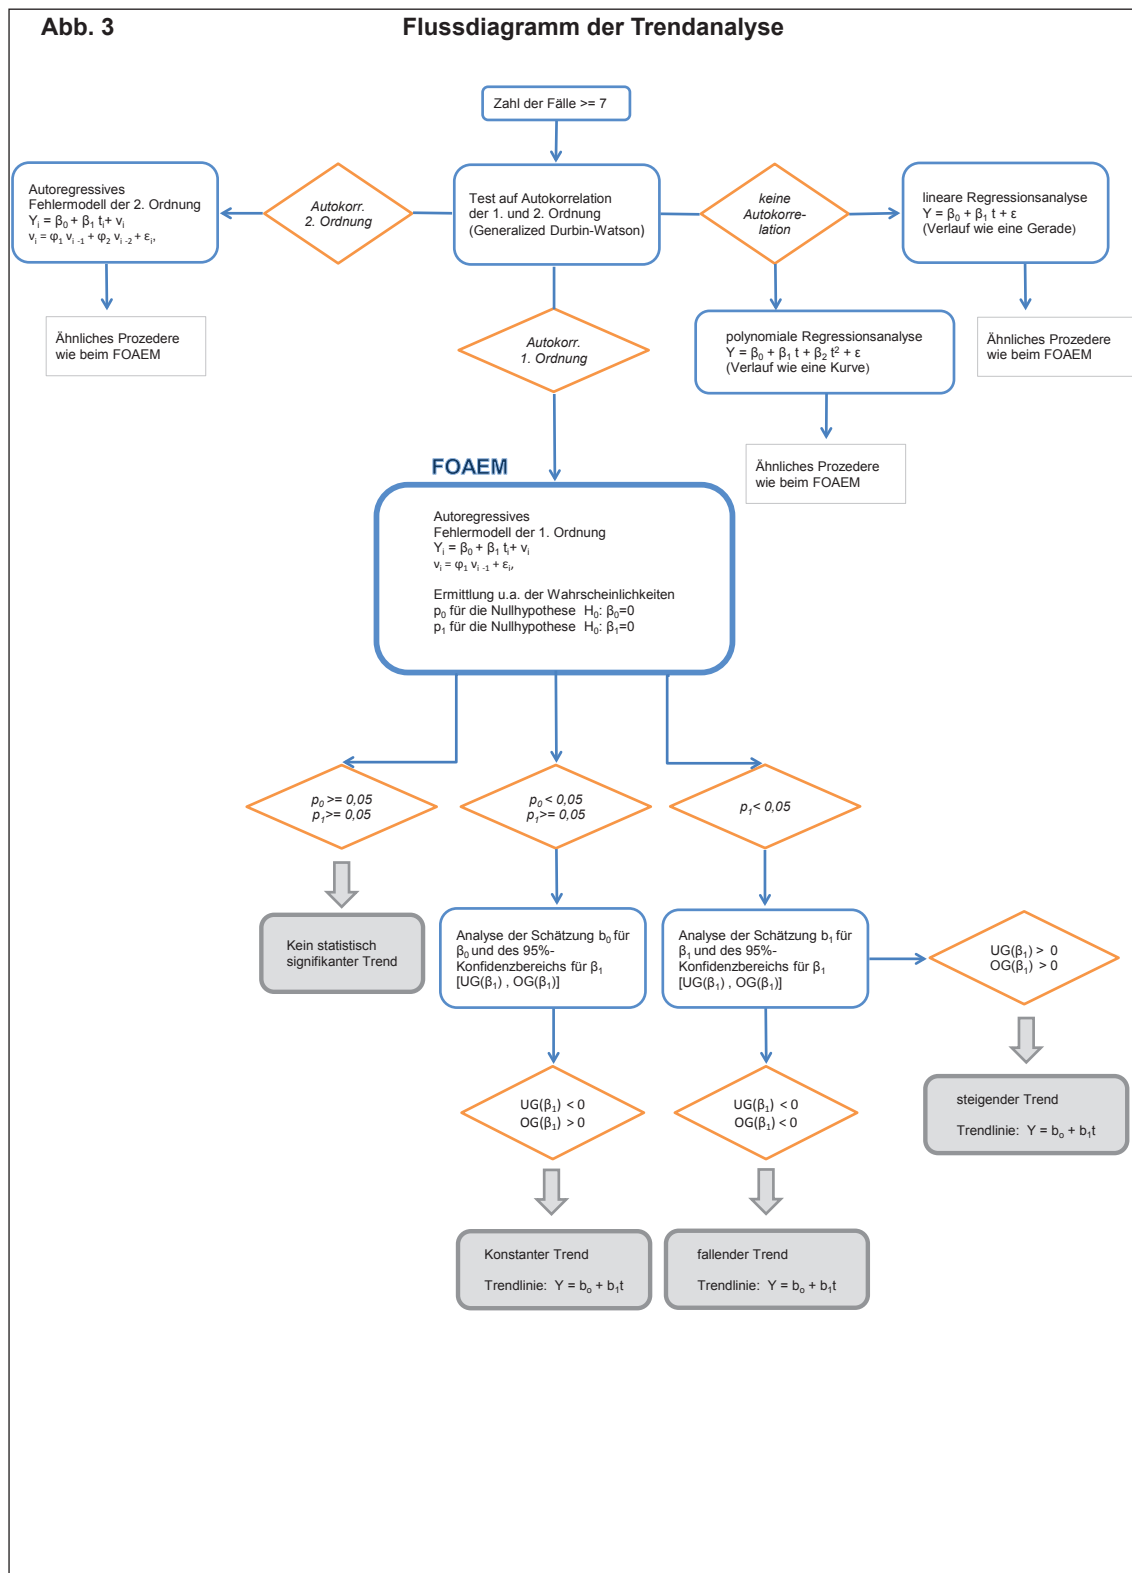 Abb. 3
Flussdiagramm der Trendanalyse
Zahl der Fälle >= 7
Autoregressives
Fehlermodell der 2. Ordnung
Yᵢ = β₀ + β₁ tᵢ+ vᵢ
vᵢ = φ₁ vᵢ ₋₁ + φ₂ vᵢ ₋₂ + εᵢ,
Autokorr.
2. Ordnung
Test auf Autokorrelation
der 1. und 2. Ordnung
(Generalized Durbin-Watson)
keine
Autokorre-
lation
lineare Regressionsanalyse
Y = β₀ + β₁ t + ε
(Verlauf wie eine Gerade)
Ähnliches Prozedere
wie beim FOAEM
Autokorr.
1. Ordnung
polynomiale Regressionsanalyse
Y = β₀ + β₁ t + β₂ t² + ε
(Verlauf wie eine Kurve)
Ähnliches Prozedere
wie beim FOAEM
Ähnliches Prozedere
wie beim FOAEM
FOAEM
Autoregressives
Fehlermodell der 1. Ordnung
Yᵢ = β₀ + β₁ tᵢ+ vᵢ
vᵢ = φ₁ vᵢ ₋₁ + εᵢ,
Ermittlung u.a. der Wahrscheinlichkeiten
p₀ für die Nullhypothese H₀: β₀=0
p₁ für die Nullhypothese H₀: β₁=0
p₀ >= 0,05
p₁>= 0,05
p₀ < 0,05
p₁>= 0,05
p₁< 0,05
Kein statistisch
signifikanter Trend
Analyse der Schätzung b₀ für
β₀ und des 95%-
Konfidenzbereichs für β₁
[UG(β₁) , OG(β₁)]
Analyse der Schätzung b₁ für
β₁ und des 95%-
Konfidenzbereichs für β₁
[UG(β₁) , OG(β₁)]
UG(β₁) > 0
OG(β₁) > 0
UG(β₁) < 0
OG(β₁) > 0
UG(β₁) < 0
OG(β₁) < 0
steigender Trend
Trendlinie: Y = bₒ + b₁t
Konstanter Trend
Trendlinie: Y = bₒ + b₁t
fallender Trend
Trendlinie: Y = bₒ + b₁t